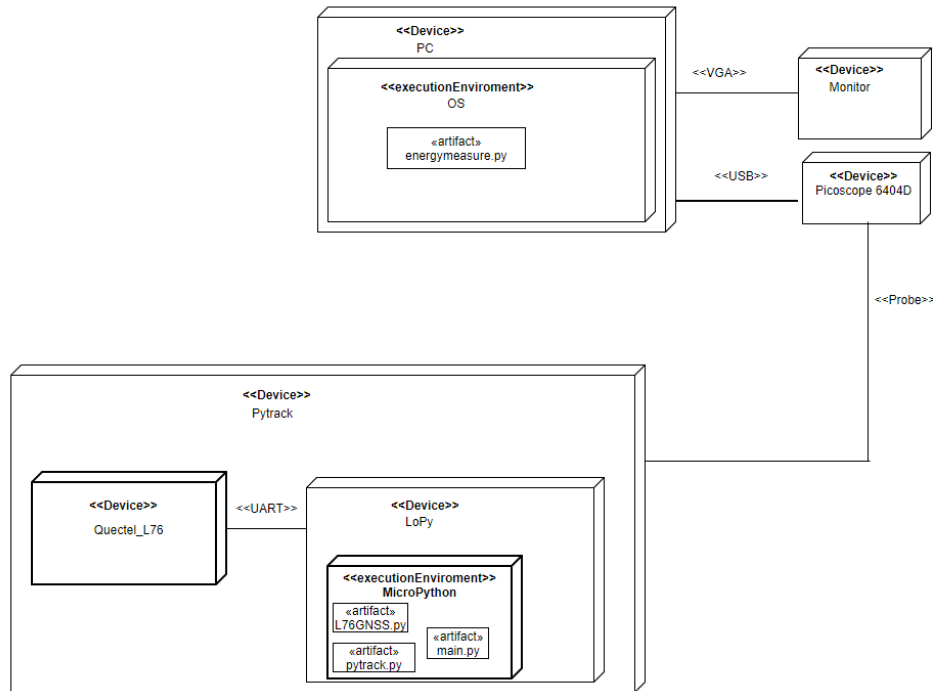 <<Device>>
PC
<<executionEnviroment>>
OS
«artifact»
energymeasure.py
<<VGA>>
<<Device>>
Monitor
<<USB>>
<<Device>>
Picoscope 6404D
<<Probe>>
<<Device>>
Pytrack
<<Device>>
Quectel_L76
<<UART>>
<<Device>>
LoPy
<<executionEnviroment>>
MicroPython
«artifact»
L76GNSS.py
«artifact»
main.py
«artifact»
pytrack.py